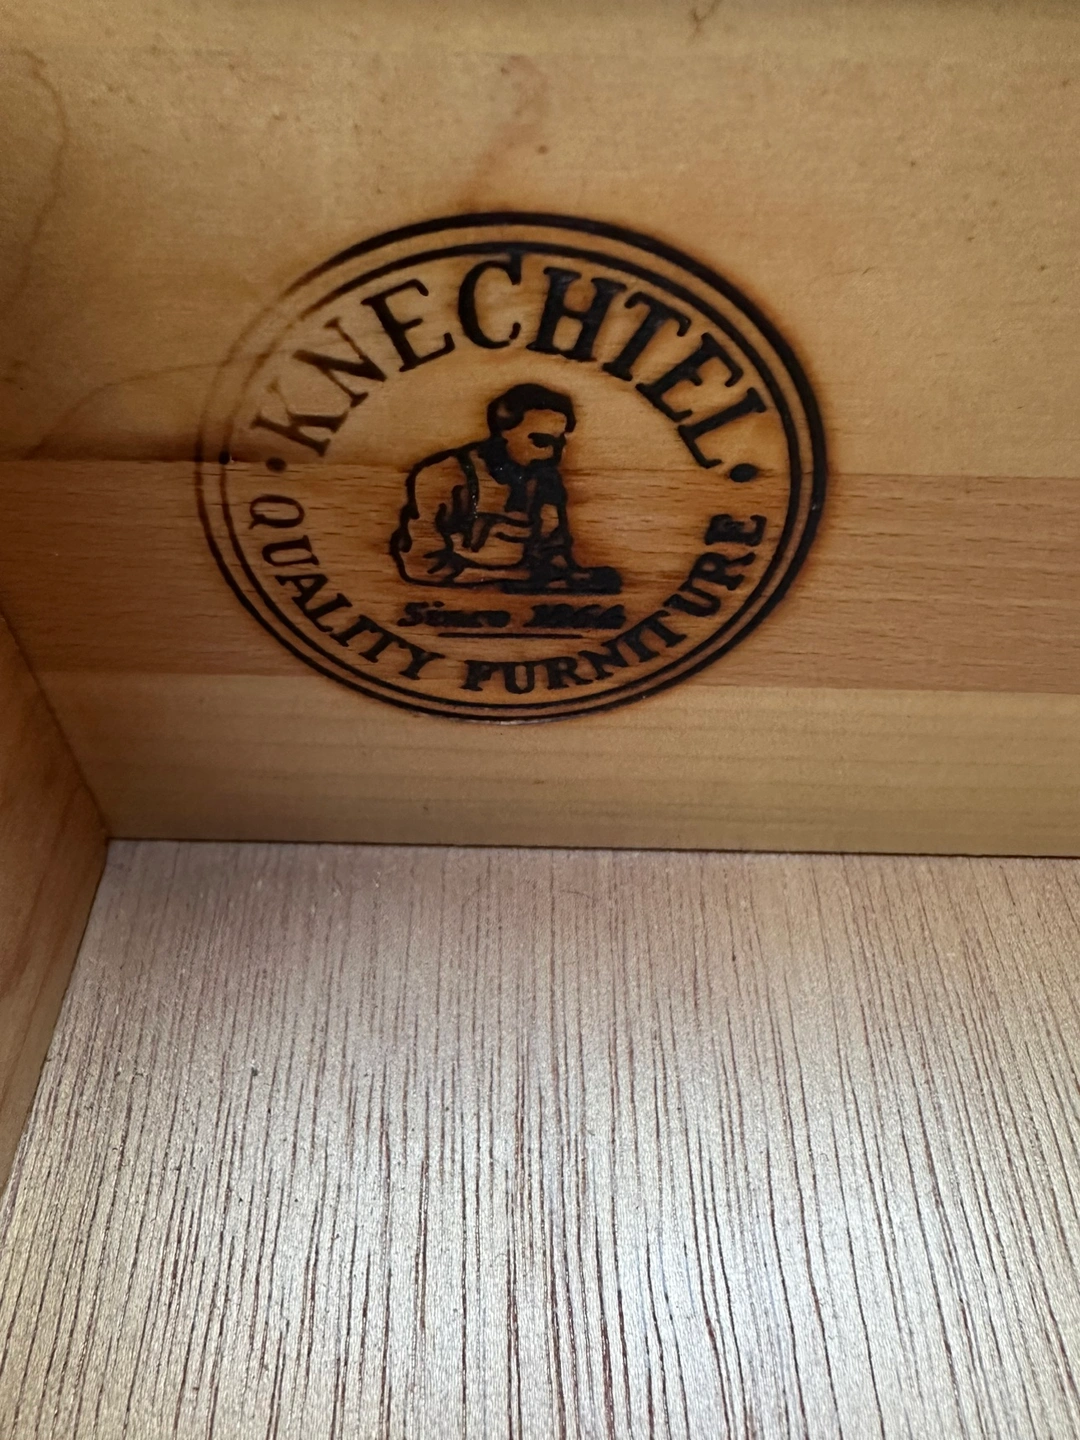 KNECHTEL
Since 1866
QUALITY FURNITURE